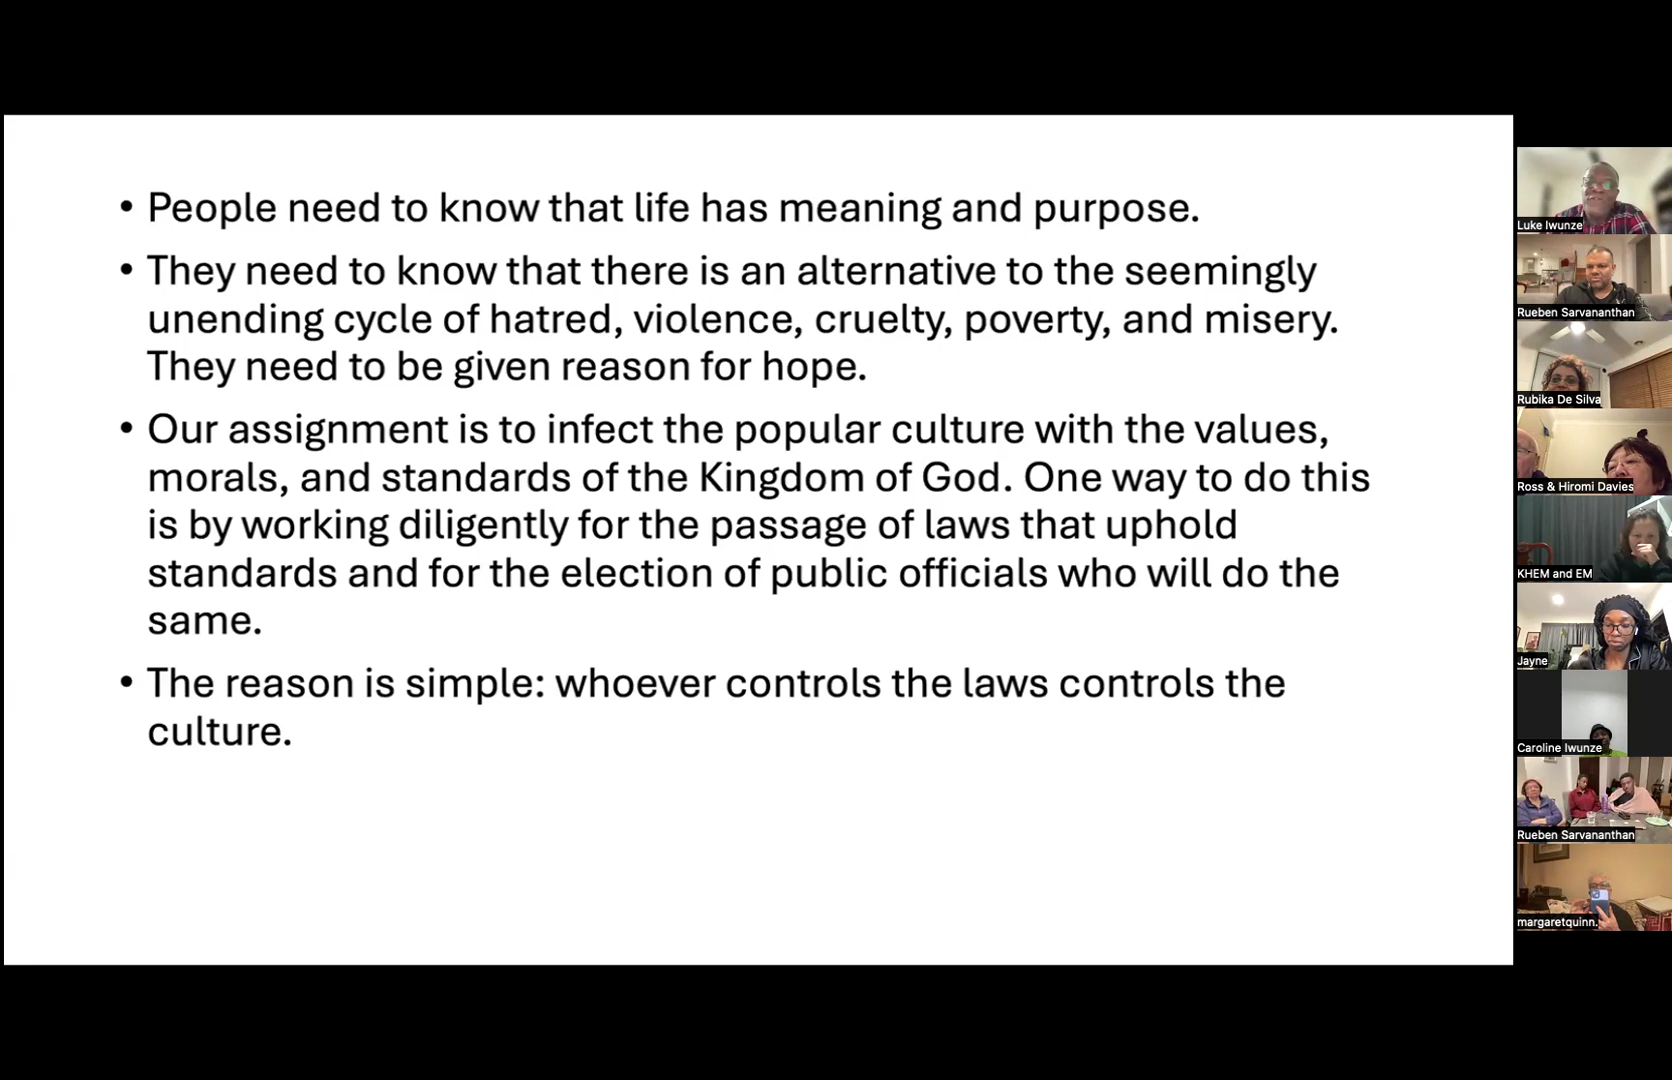 • People need to know that life has meaning and purpose.
• They need to know that there is an alternative to the seemingly
unending cycle of hatred, violence, cruelty, poverty, and misery.
They need to be given reason for hope.
• Our assignment is to infect the popular culture with the values,
morals, and standards of the Kingdom of God. One way to do this
is by working diligently for the passage of laws that uphold
standards and for the election of public officials who will do the
same.
• The reason is simple: whoever controls the laws controls the
culture.
Luke Iwunze
Rueben Sarvananthan
Rubika De Silva
Ross & Hiromi Davies
KHEM and EM
Jayne
Caroline Iwunze
Rueben Sarvananthan
margaretquinn.